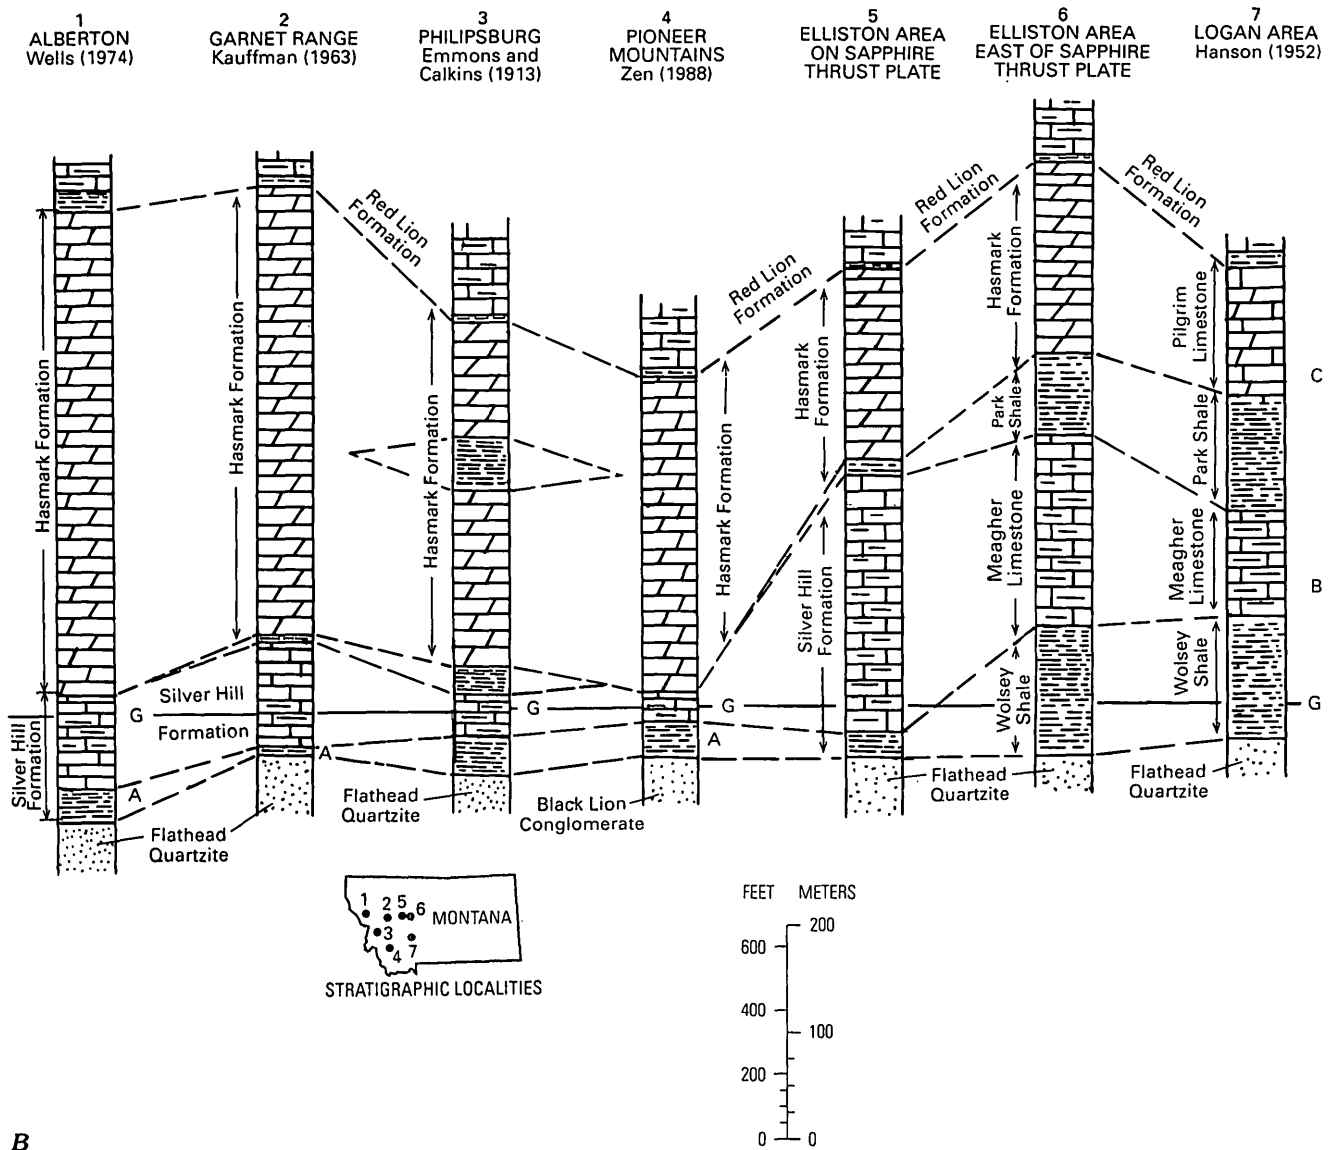 1
ALBERTON
Wells (1974)
2
GARNET RANGE
Kauffman (1963)
3
PHILIPSBURG
Emmons and
Calkins (1913)
4
PIONEER
MOUNTAINS
Zen (1988)
5
ELLISTON AREA
ON SAPPHIRE
THRUST PLATE
6
ELLISTON AREA
EAST OF SAPPHIRE
THRUST PLATE
7
LOGAN AREA
Hanson (1952)
Hasmark Formation
Silver Hill
Formation
Hasmark Formation
Red Lion
Formation
Hasmark Formation
Red Lion
Formation
Hasmark Formation
Hasmark
Formation
Silver Hill
Formation
Red Lion
Formation
Hasmark
Formation
Park
Shale
Meagher
Limestone
Wolsey
Shale
Red Lion
Formation
Pilgrim
Limestone
Park Shale
Meagher
Limestone
Wolsey
Shale
C
B
G
Silver Hill
G
Formation
A
A
G
G
A
Flathead
Quartzite
Flathead
Quartzite
Black Lion
Conglomerate
Flathead
Quartzite
Flathead
Quartzite
1
2
5
6
3
4
7
MONTANA
STRATIGRAPHIC LOCALITIES
FEET METERS
200
600
400
100
200
0
0
B